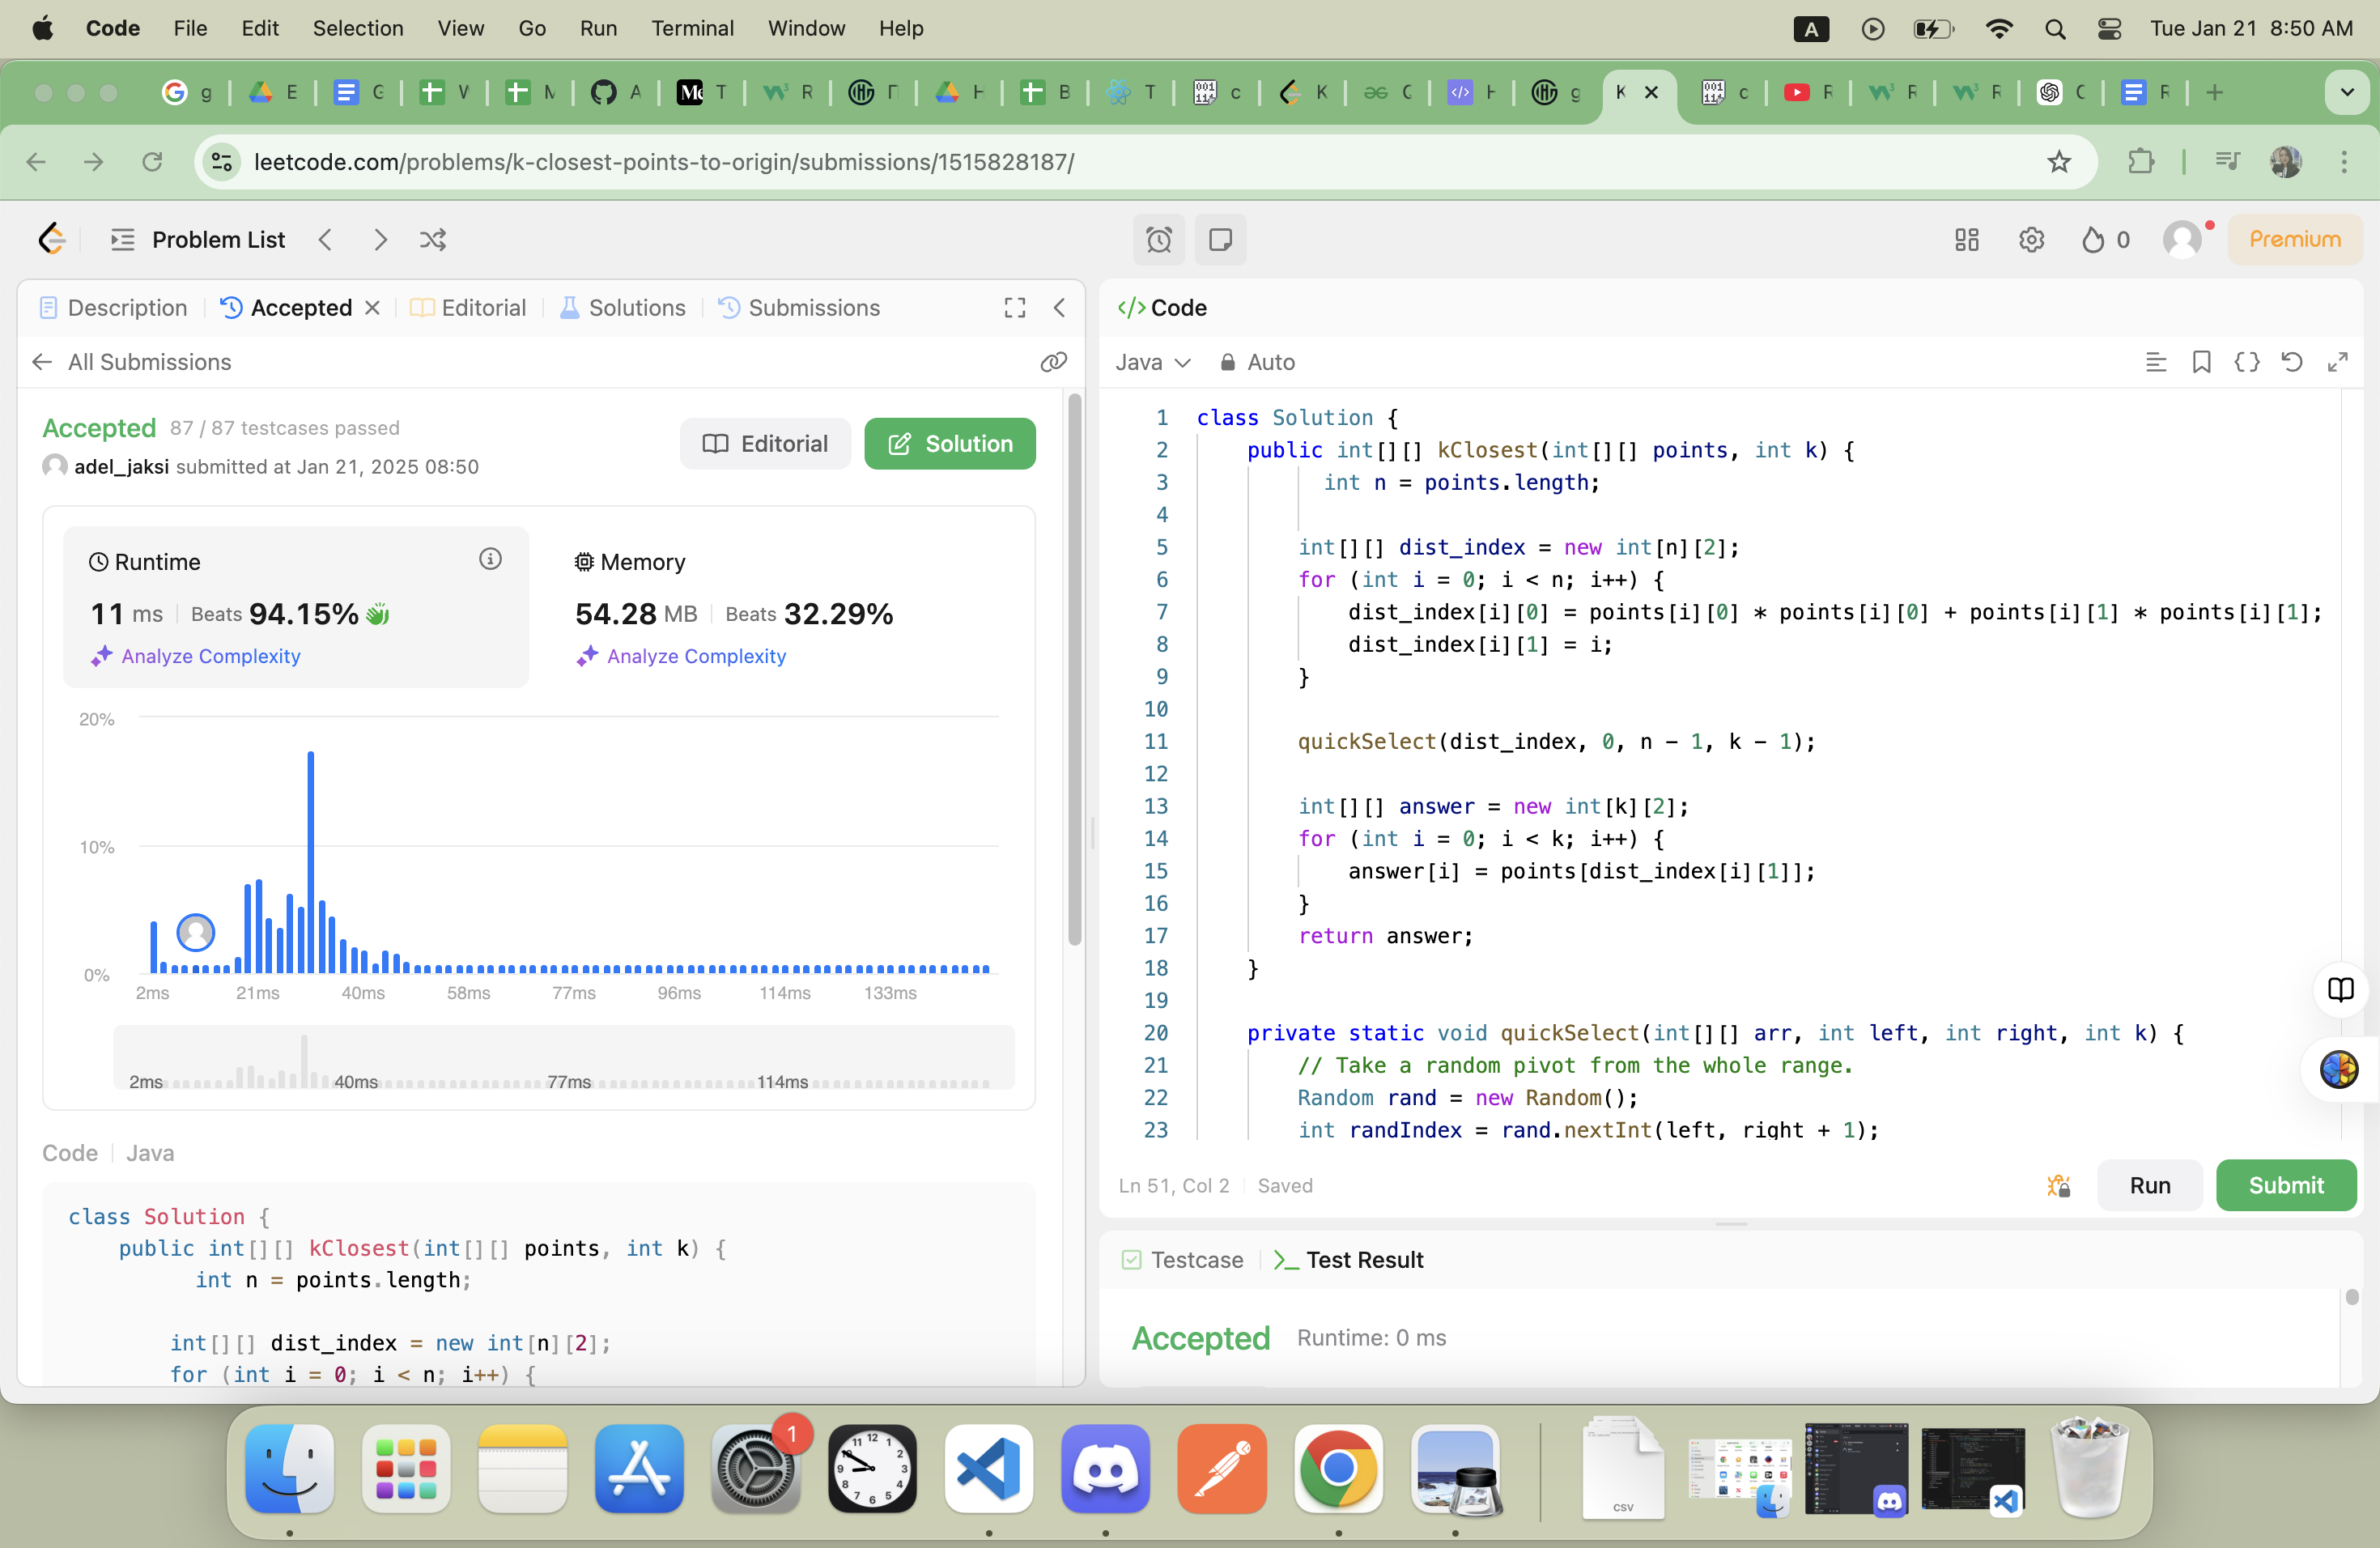 Code File Edit Selection View Go Run Terminal Window Help A Tue Jan 21 8:50 AM
leetcode.com/problems/k-closest-points-to-origin/submissions/1515828187/
Problem List 0 Premium
Description Accepted Editorial Solutions Submissions
All Submissions
Accepted 87 / 87 testcases passed
adel_jaksi submitted at Jan 21, 2025 08:50
Editorial Solution
Runtime
11 ms Beats 94.15%
Analyze Complexity
Memory
54.28 MB Beats 32.29%
Analyze Complexity
20%
10%
0%
2ms 21ms 40ms 58ms 77ms 96ms 114ms 133ms
2ms 40ms 77ms 114ms
Code Java
class Solution {
public int[][] kClosest(int[][] points, int k) {
int n = points.length;
int[][] dist_index = new int[n][2];
for (int i = 0; i < n; i++) {
</> Code
Java Auto
1 class Solution {
2 public int[][] kClosest(int[][] points, int k) {
3 int n = points.length;
4
5 int[][] dist_index = new int[n][2];
6 for (int i = 0; i < n; i++) {
7 dist_index[i][0] = points[i][0] * points[i][0] + points[i][1] * points[i][1];
8 dist_index[i][1] = i;
9 }
10
11 quickSelect(dist_index, 0, n - 1, k - 1);
12
13 int[][] answer = new int[k][2];
14 for (int i = 0; i < k; i++) {
15 answer[i] = points[dist_index[i][1]];
16 }
17 return answer;
18 }
19
20 private static void quickSelect(int[][] arr, int left, int right, int k) {
21 // Take a random pivot from the whole range.
22 Random rand = new Random();
23 int randIndex = rand.nextInt(left, right + 1);
Ln 51, Col 2 Saved
Run Submit
Testcase Test Result
Accepted Runtime: 0 ms
1
CSV